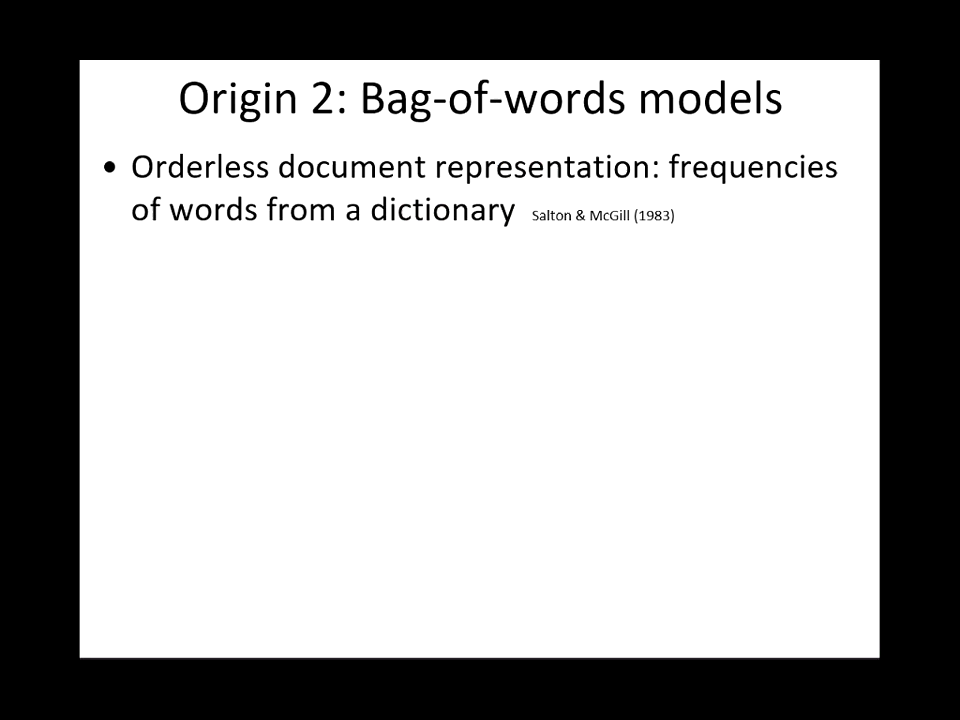 Origin 2: Bag-of-words models
• Orderless document representation: frequencies
of words from a dictionary Salton & McGill (1983)